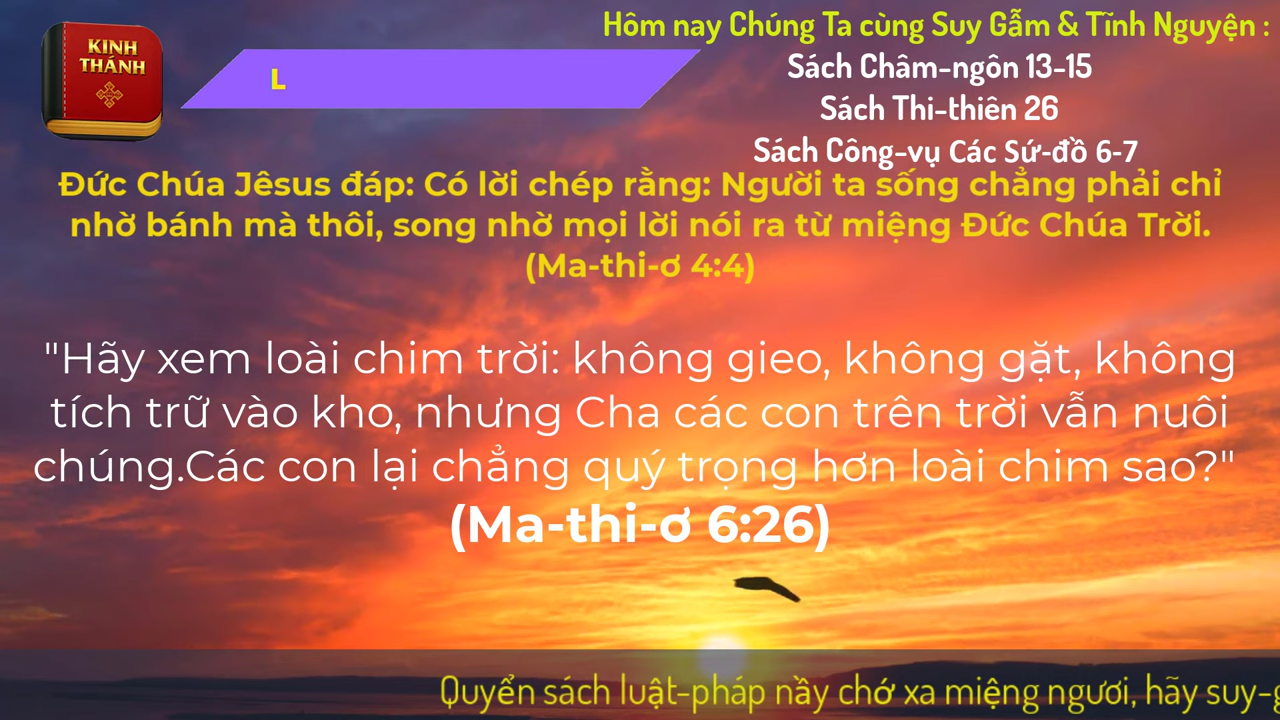 KINH
THÁNH
L
Hôm nay Chúng Ta cùng Suy Gẫm & Tĩnh Nguyện :
Sách Châm-ngôn 13-15
Sách Thi-thiên 26
Sách Công-vụ Các Sứ-đồ 6-7
Đức Chúa Jêsus đáp: Có lời chép rằng: Người ta sống chẳng phải chỉ
nhờ bánh mà thôi, song nhờ mọi lời nói ra từ miệng Đức Chúa Trời.
(Ma-thi-ơ 4:4)
"Hãy xem loài chim trời: không gieo, không gặt, không
tích trữ vào kho, nhưng Cha các con trên trời vẫn nuôi
chúng.Các con lại chẳng quý trọng hơn loài chim sao?"
(Ma-thi-ơ 6:26)
Quyển sách luật-pháp nầy chớ xa miệng ngươi, hãy suy-g